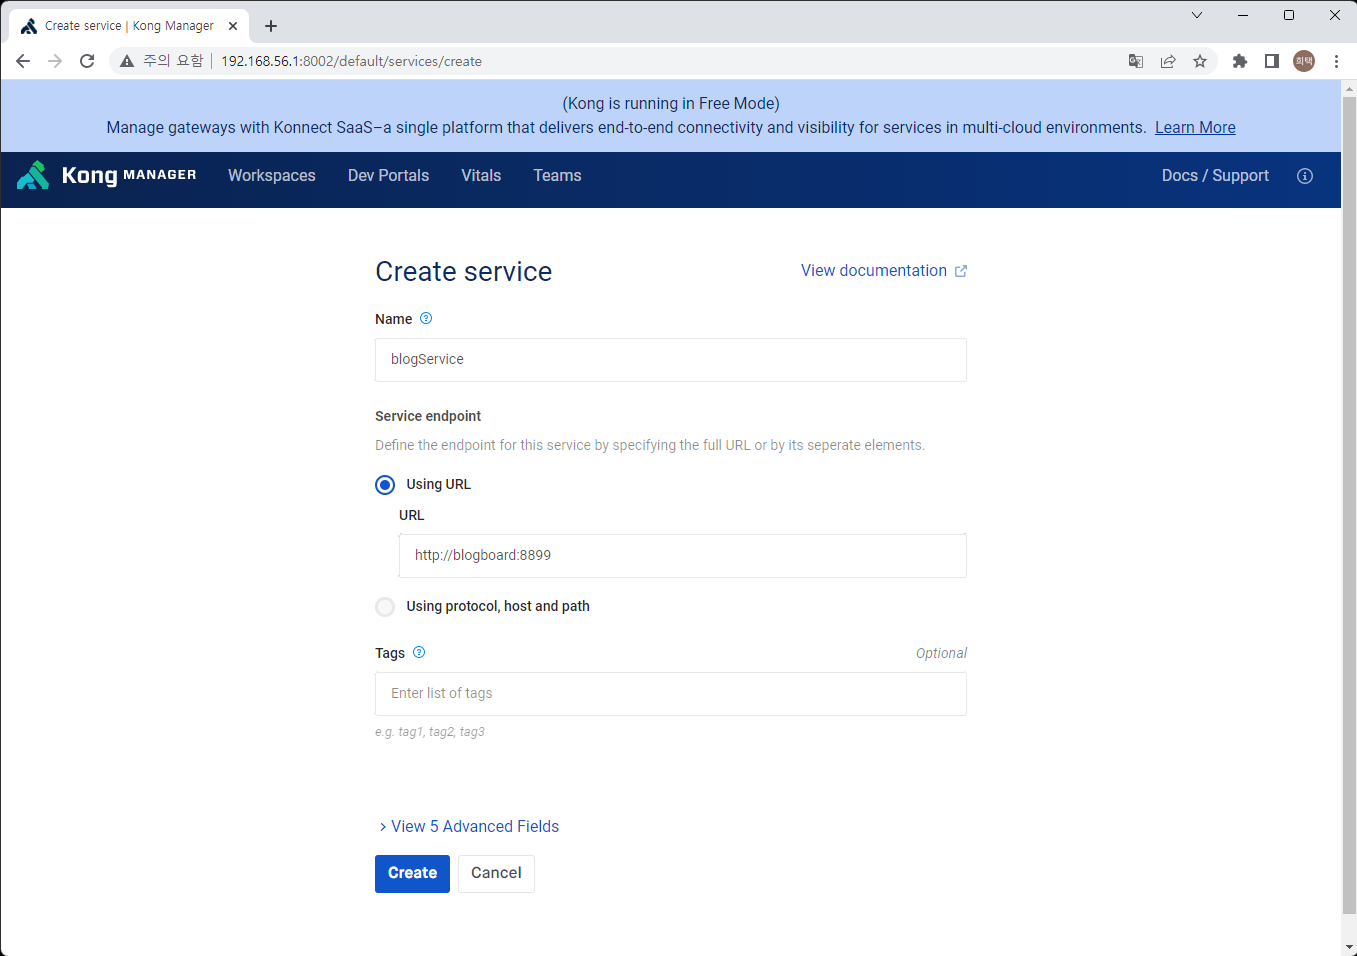 Create service | Kong Manager
주의 요함 192.168.56.1:8002/default/services/create
희택
(Kong is running in Free Mode)
Manage gateways with Konnect SaaS–a single platform that delivers end-to-end connectivity and visibility for services in multi-cloud environments. Learn More
Kong MANAGER Workspaces Dev Portals Vitals Teams Docs / Support
Create service View documentation
Name
blogService
Service endpoint
Define the endpoint for this service by specifying the full URL or by its seperate elements.
Using URL
URL
http://blogboard:8899
Using protocol, host and path
Tags Optional
Enter list of tags
e.g. tag1, tag2, tag3
View 5 Advanced Fields
Create Cancel